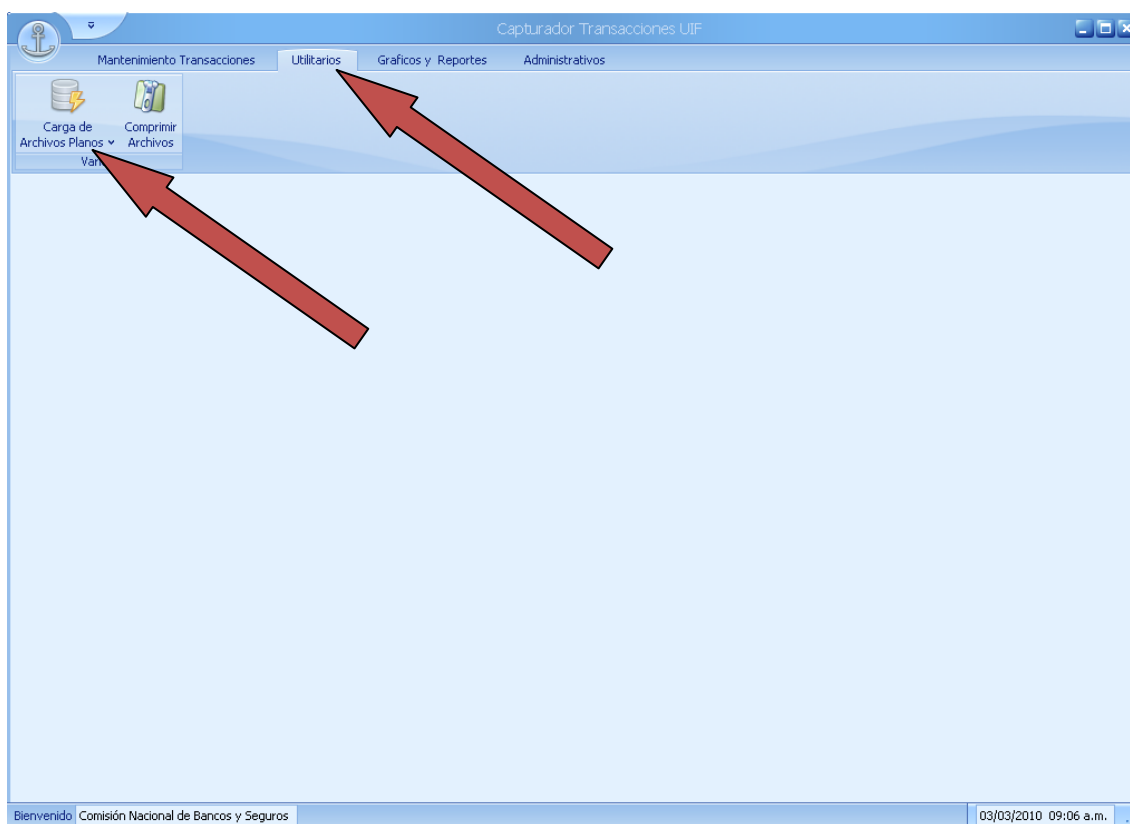 Capturador Transacciones UIF
Mantenimiento Transacciones Utilitarios Graficos y Reportes Administrativos
Carga de
Archivos Planos
Comprimir
Archivos
Bienvenido Comisión Nacional de Bancos y Seguros 03/03/2010 09:06 a.m.